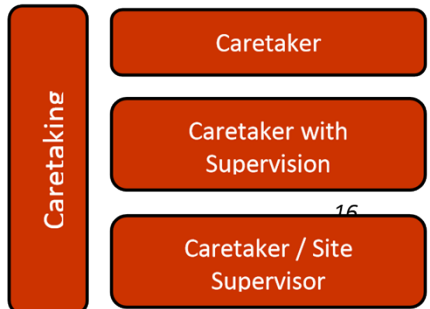 Caretaking
Caretaker
Caretaker with
Supervision
16
Caretaker / Site
Supervisor